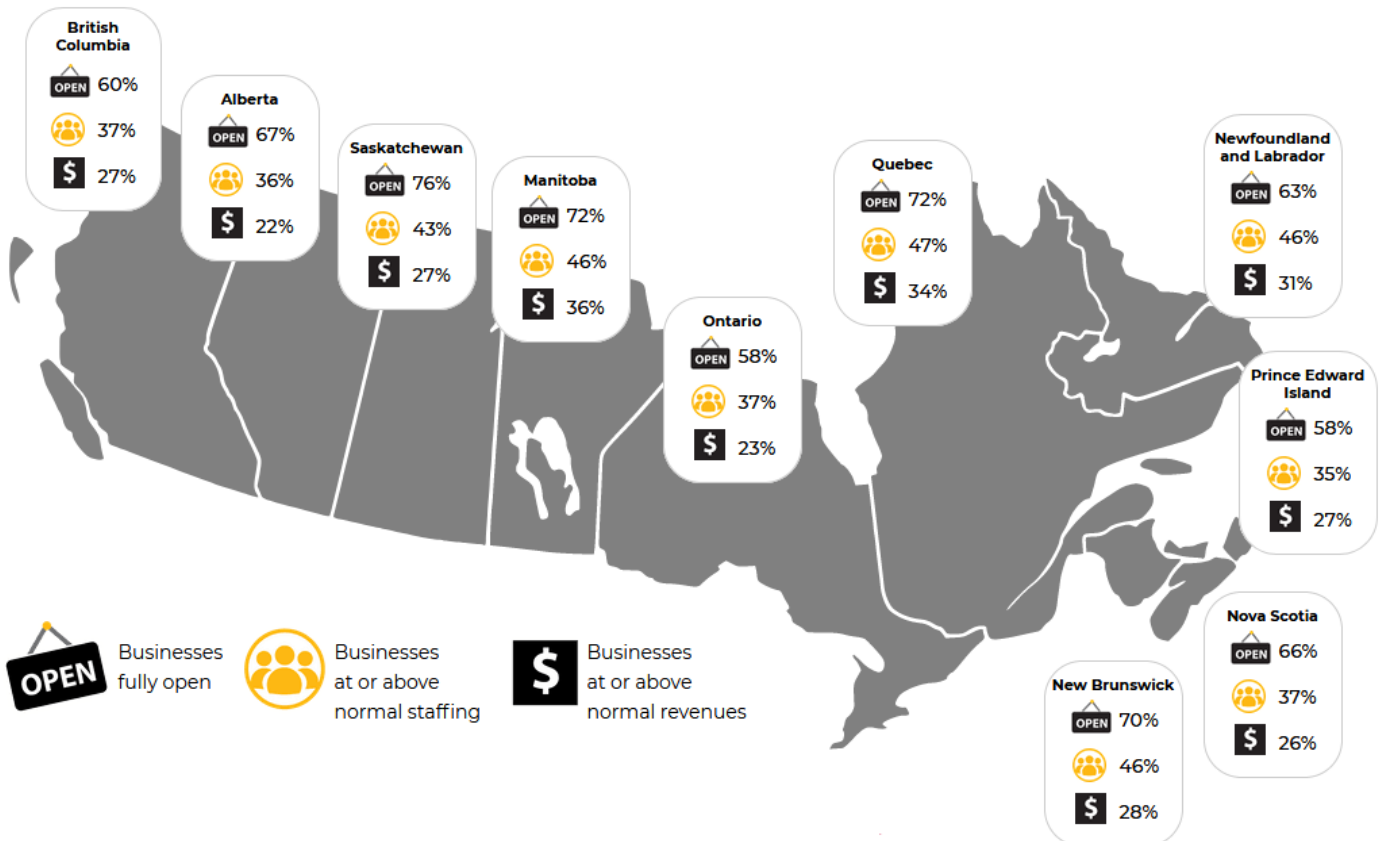 British
Columbia
OPEN 60%
37%
$ 27%
Alberta
OPEN 67%
36%
$ 22%
Saskatchewan
OPEN 76%
43%
$ 27%
Manitoba
OPEN 72%
46%
$ 36%
Ontario
OPEN 58%
37%
$ 23%
Quebec
OPEN 72%
47%
$ 34%
Newfoundland
and Labrador
OPEN 63%
46%
$ 31%
Prince Edward
Island
OPEN 58%
35%
$ 27%
Nova Scotia
OPEN 66%
37%
$ 26%
New Brunswick
OPEN 70%
46%
$ 28%
OPEN
Businesses
fully open
Businesses
at or above
normal staffing
$
Businesses
at or above
normal revenues